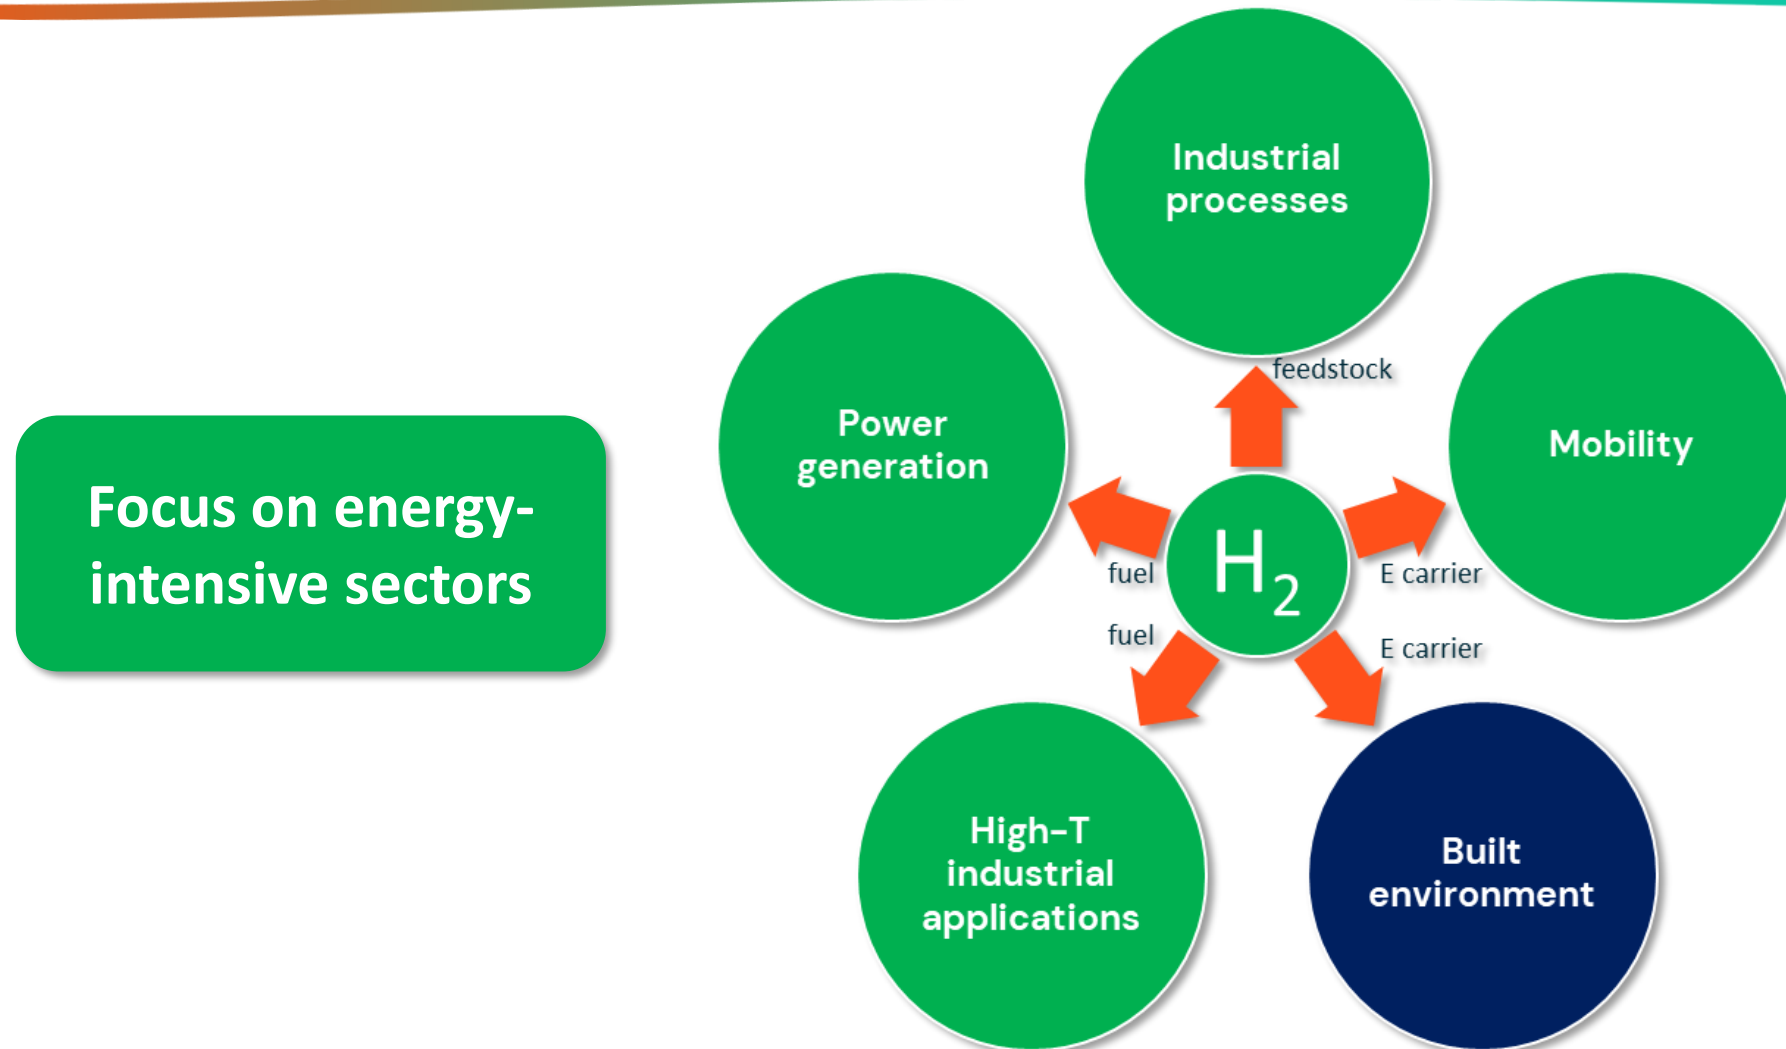 Focus on energy-
intensive sectors
Industrial
processes
feedstock
Power
generation
Mobility
fuel
H₂
E carrier
fuel
E carrier
High-T
industrial
applications
Built
environment